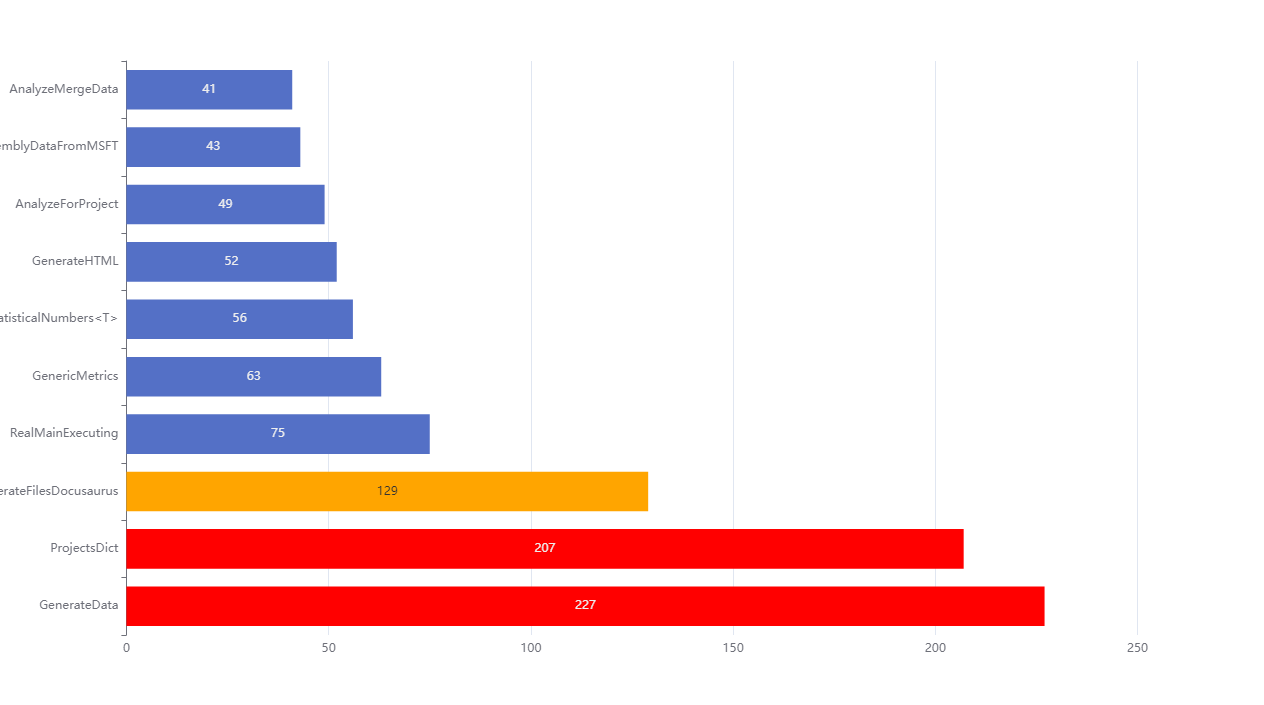 AnalyzeMergeData 41
emblyDataFromMSFT 43
AnalyzeForProject 49
GenerateHTML 52
atisticalNumbers<T> 56
GenericMetrics 63
RealMainExecuting 75
erateFilesDocusaurus 129
ProjectsDict 207
GenerateData 227
0 50 100 150 200 250